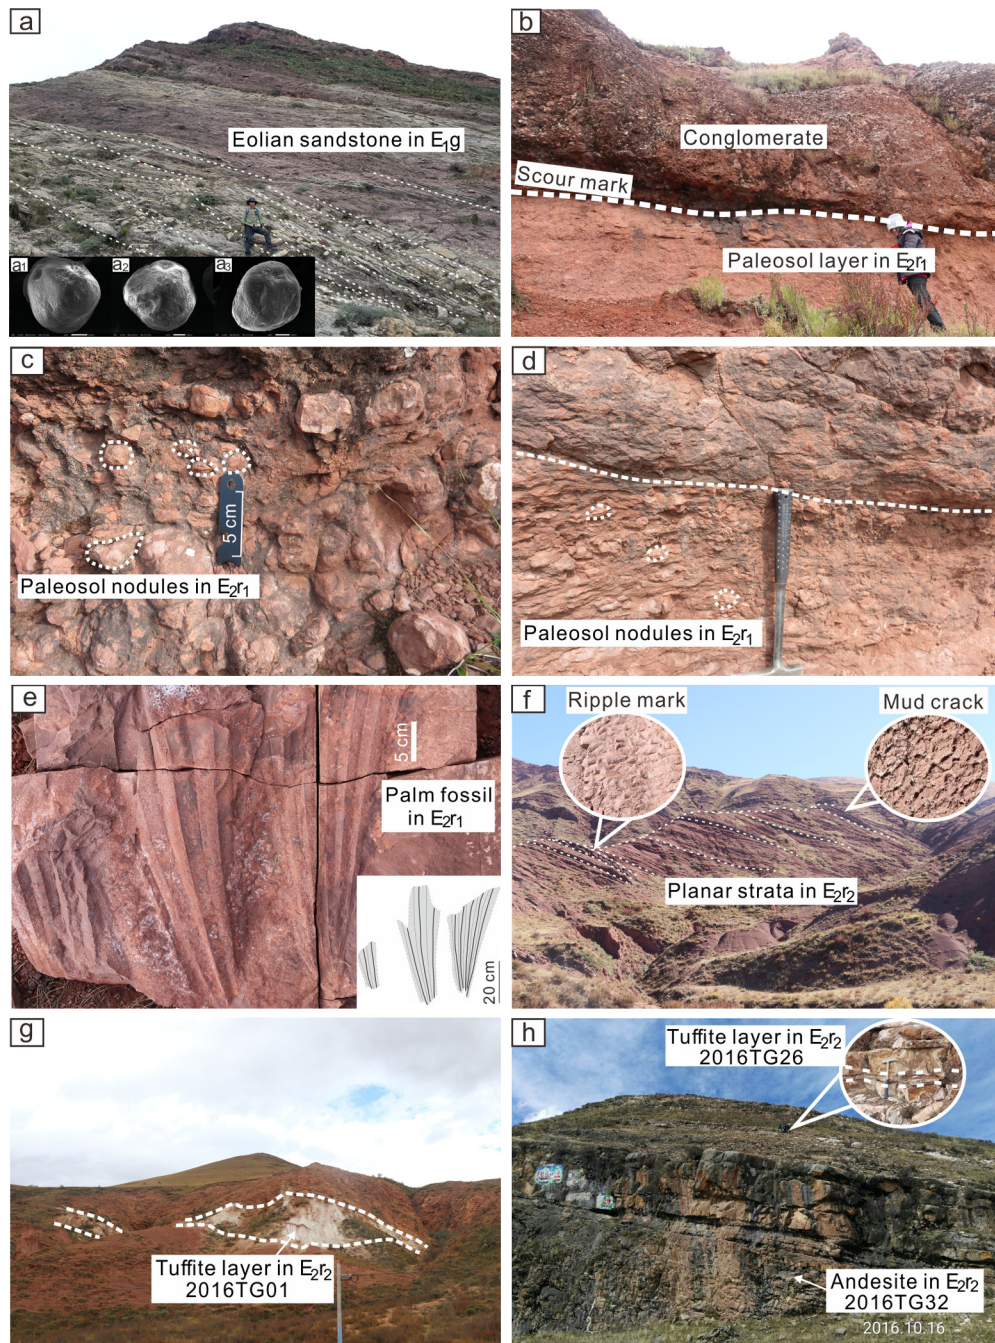 a
Eolian sandstone in E₁g
a₁
a₂
a₃
b
Conglomerate
Scour mark
Paleosol layer in E₂r₁
c
5 cm
Paleosol nodules in E₂r₁
d
Paleosol nodules in E₂r₁
e
5 cm
Palm fossil
in E₂r₁
20 cm
f
Ripple mark
Mud crack
Planar strata in E₂r₂
g
Tuffite layer in E₂r₂
2016TG01
h
Tuffite layer in E₂r₂
2016TG26
Andesite in E₂r₂
2016TG32
2016.10.16